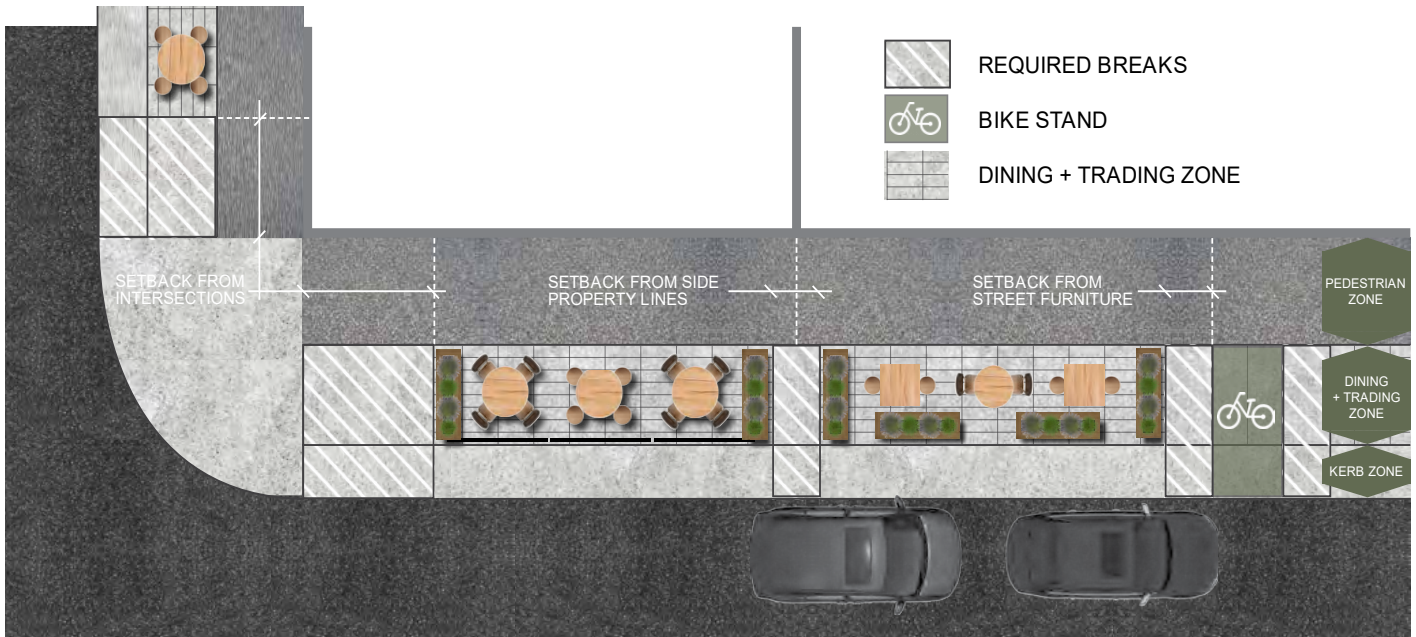 REQUIRED BREAKS
BIKE STAND
DINING + TRADING ZONE
SETBACK FROM
INTERSECTIONS
SETBACK FROM SIDE
PROPERTY LINES
SETBACK FROM
STREET FURNITURE
PEDESTRIAN
ZONE
DINING
+ TRADING
ZONE
KERB ZONE